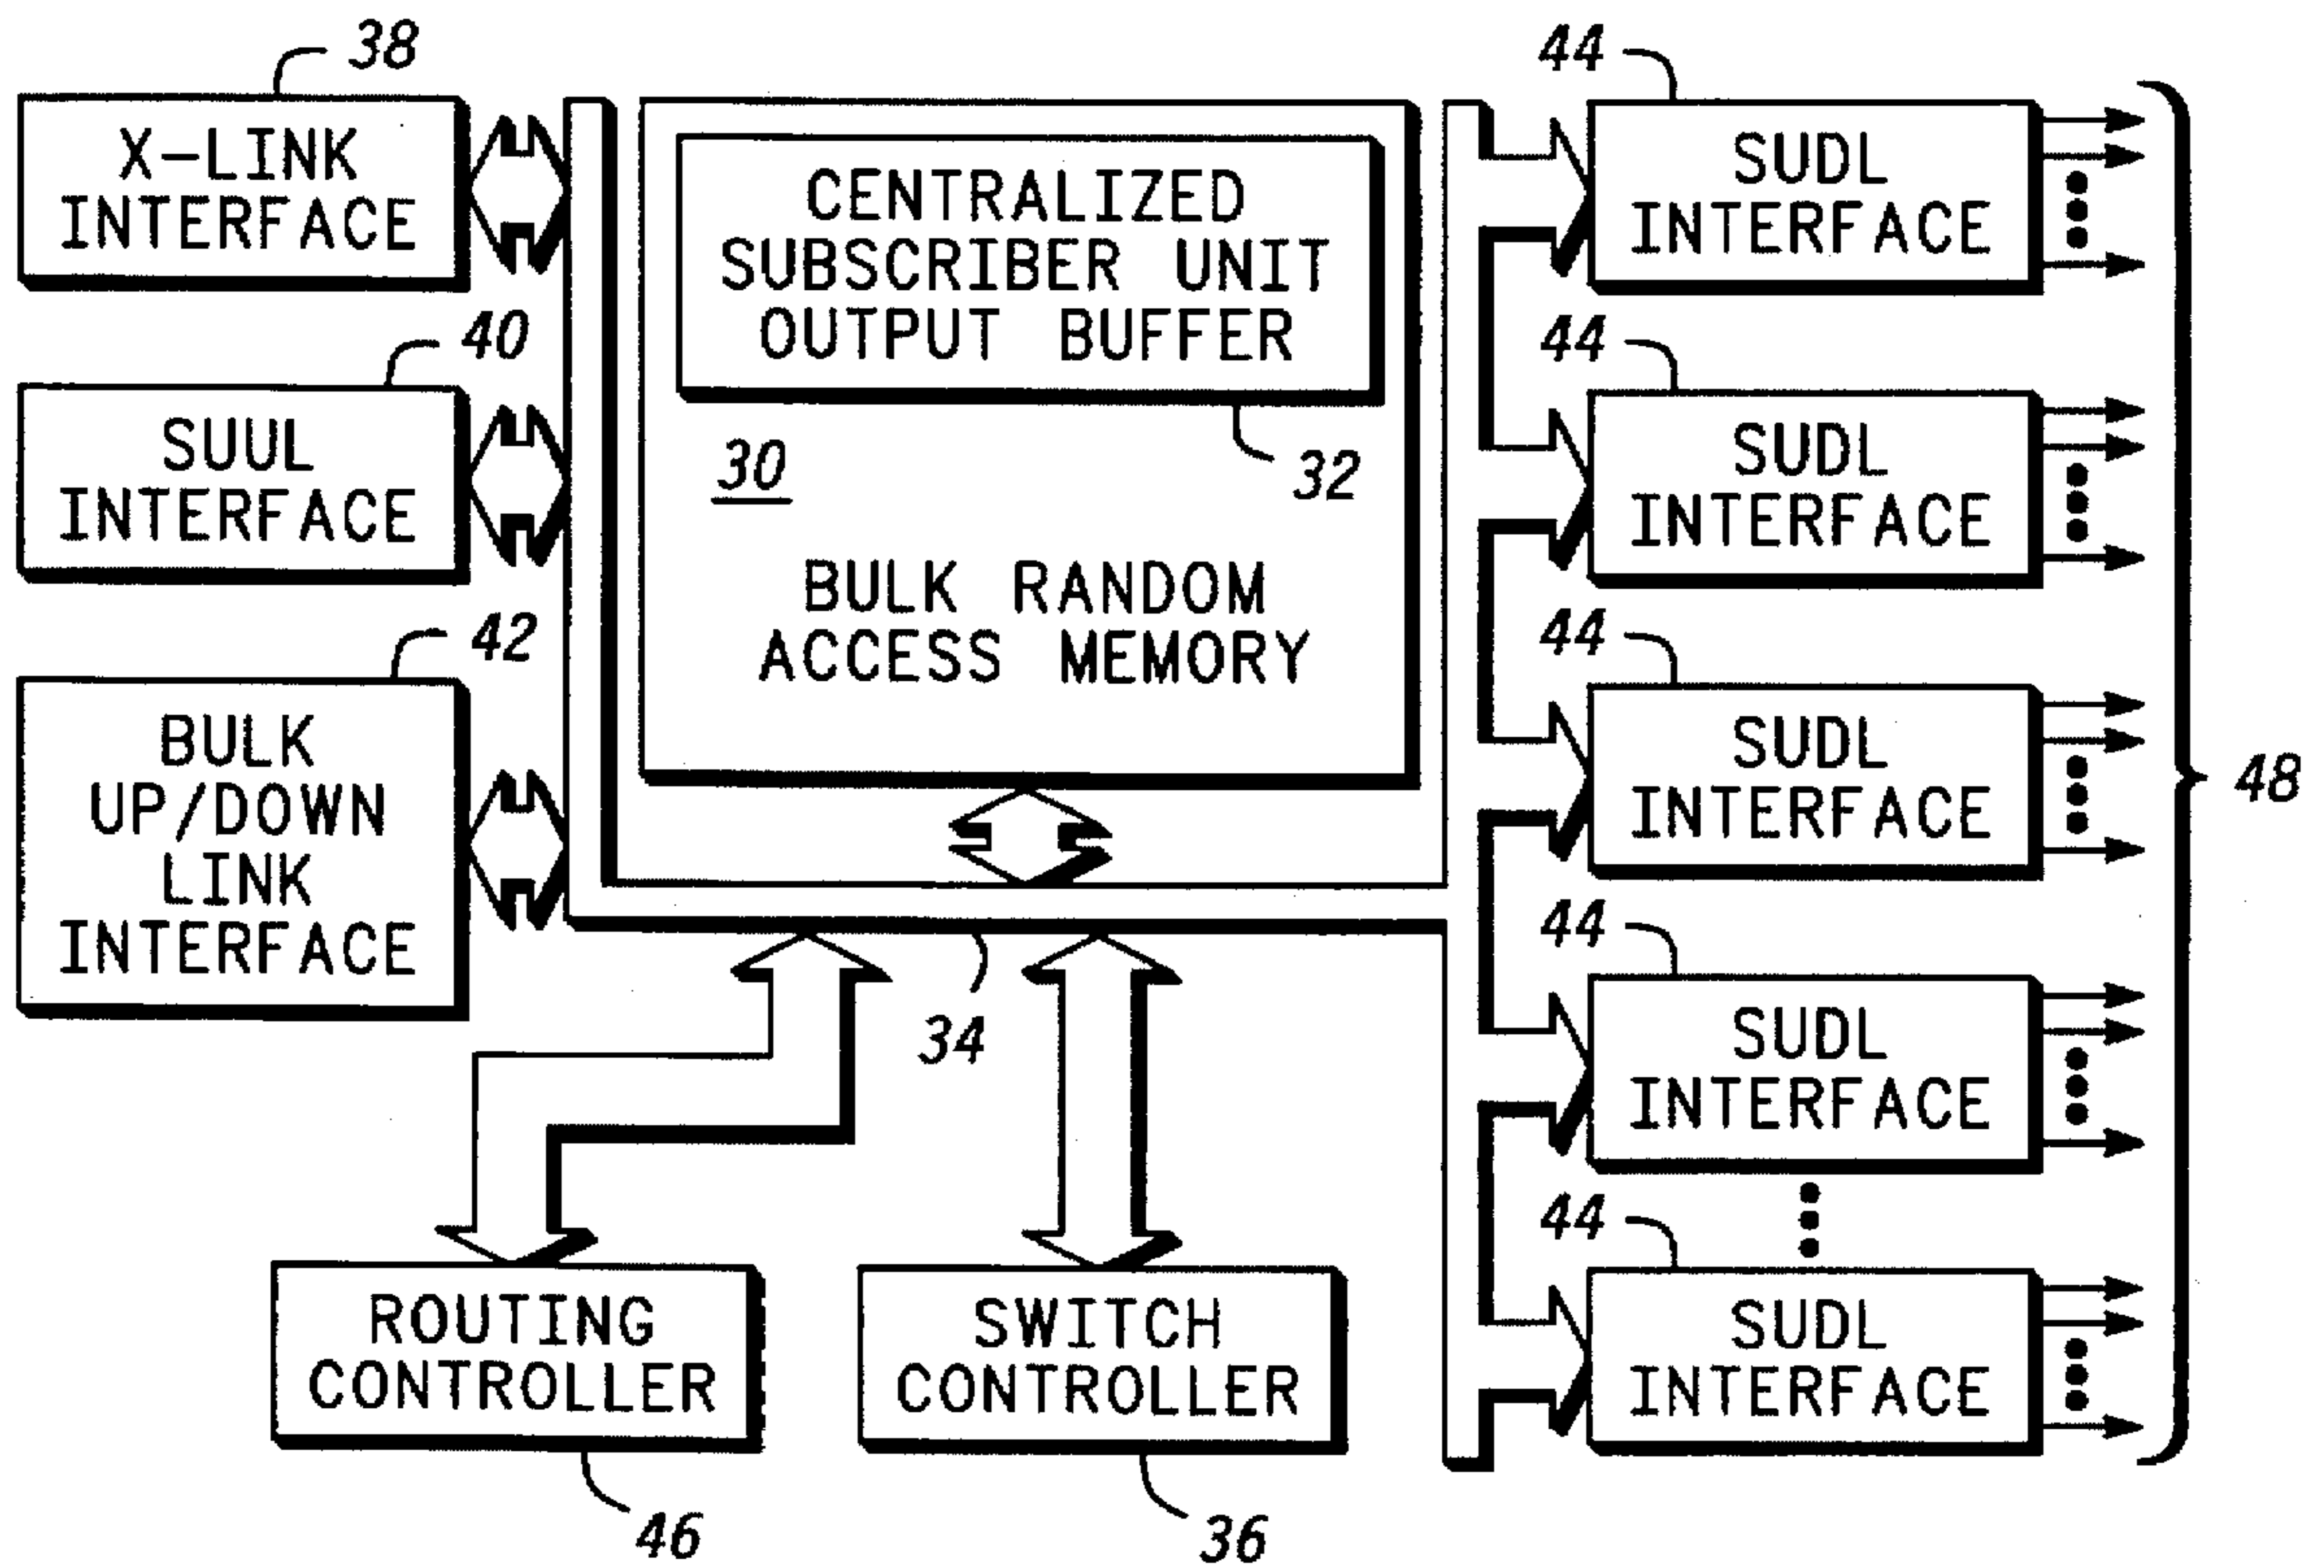 38
X-LINK
INTERFACE
40
SUUL
INTERFACE
42
BULK
UP/DOWN
LINK
INTERFACE
CENTRALIZED
SUBSCRIBER UNIT
OUTPUT BUFFER
32
30
BULK RANDOM
ACCESS MEMORY
34
ROUTING
CONTROLLER
46
SWITCH
CONTROLLER
36
44
SUDL
INTERFACE
44
SUDL
INTERFACE
44
SUDL
INTERFACE
44
SUDL
INTERFACE
44
SUDL
INTERFACE
48